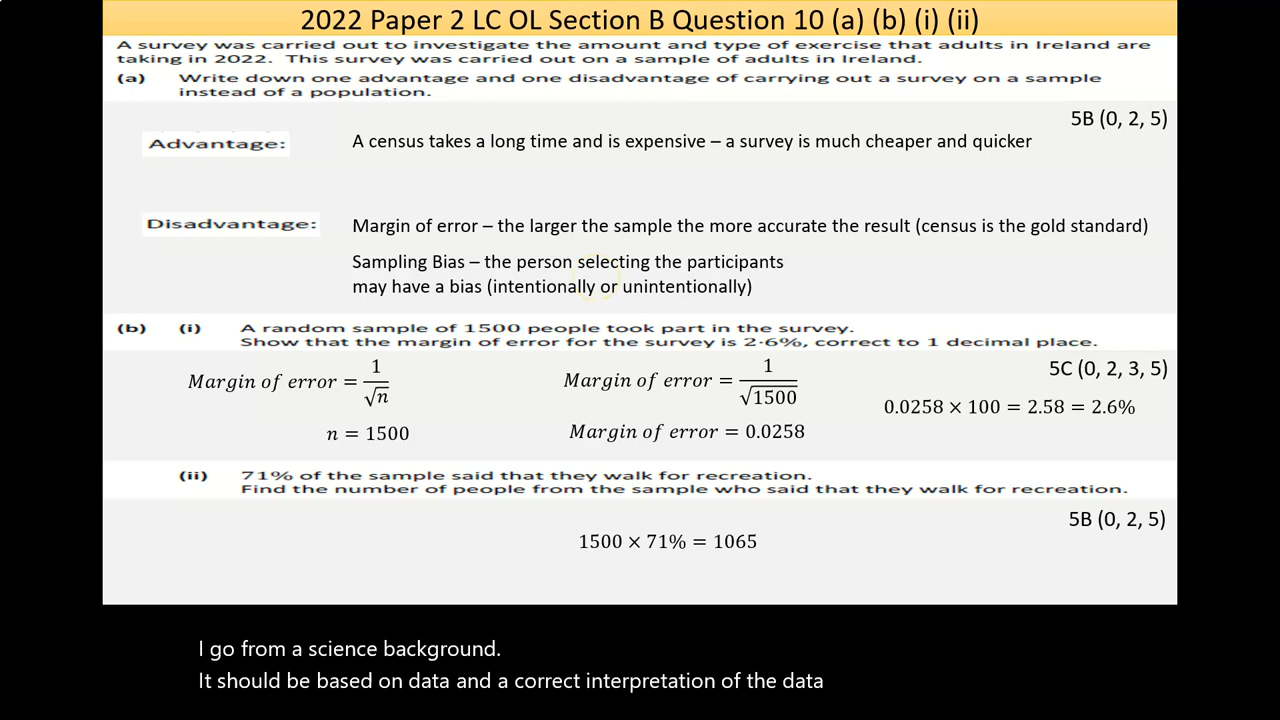 2022 Paper 2 LC OL Section B Question 10 (a) (b) (i) (ii)
A survey was carried out to investigate the amount and type of exercise that adults in Ireland are
taking in 2022. This survey was carried out on a sample of adults in Ireland.
(a) Write down one advantage and one disadvantage of carrying out a survey on a sample
instead of a population.
5B (0, 2, 5)
Advantage: A census takes a long time and is expensive – a survey is much cheaper and quicker
Disadvantage: Margin of error – the larger the sample the more accurate the result (census is the gold standard)
Sampling Bias – the person selecting the participants
may have a bias (intentionally or unintentionally)
(b) (i) A random sample of 1500 people took part in the survey.
Show that the margin of error for the survey is 2·6%, correct to 1 decimal place.
5C (0, 2, 3, 5)
Margin of error = 1/√n
Margin of error = 1/√1500
0.0258 × 100 = 2.58 = 2.6%
n = 1500
Margin of error = 0.0258
(ii) 71% of the sample said that they walk for recreation.
Find the number of people from the sample who said that they walk for recreation.
5B (0, 2, 5)
1500 × 71% = 1065
I go from a science background.
It should be based on data and a correct interpretation of the data